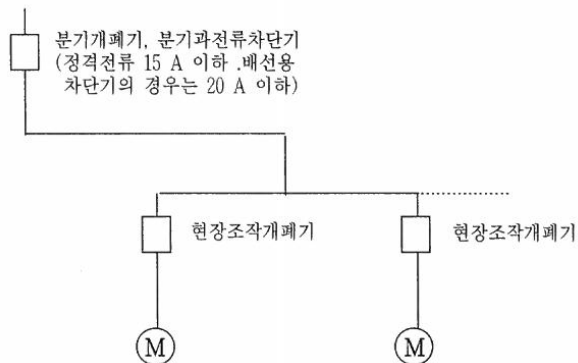 분기개폐기, 분기과전류차단기
(정격전류 15 A 이하 .배선용
차단기의 경우는 20 A 이하)
현장조작개폐기
현장조작개폐기
M
M